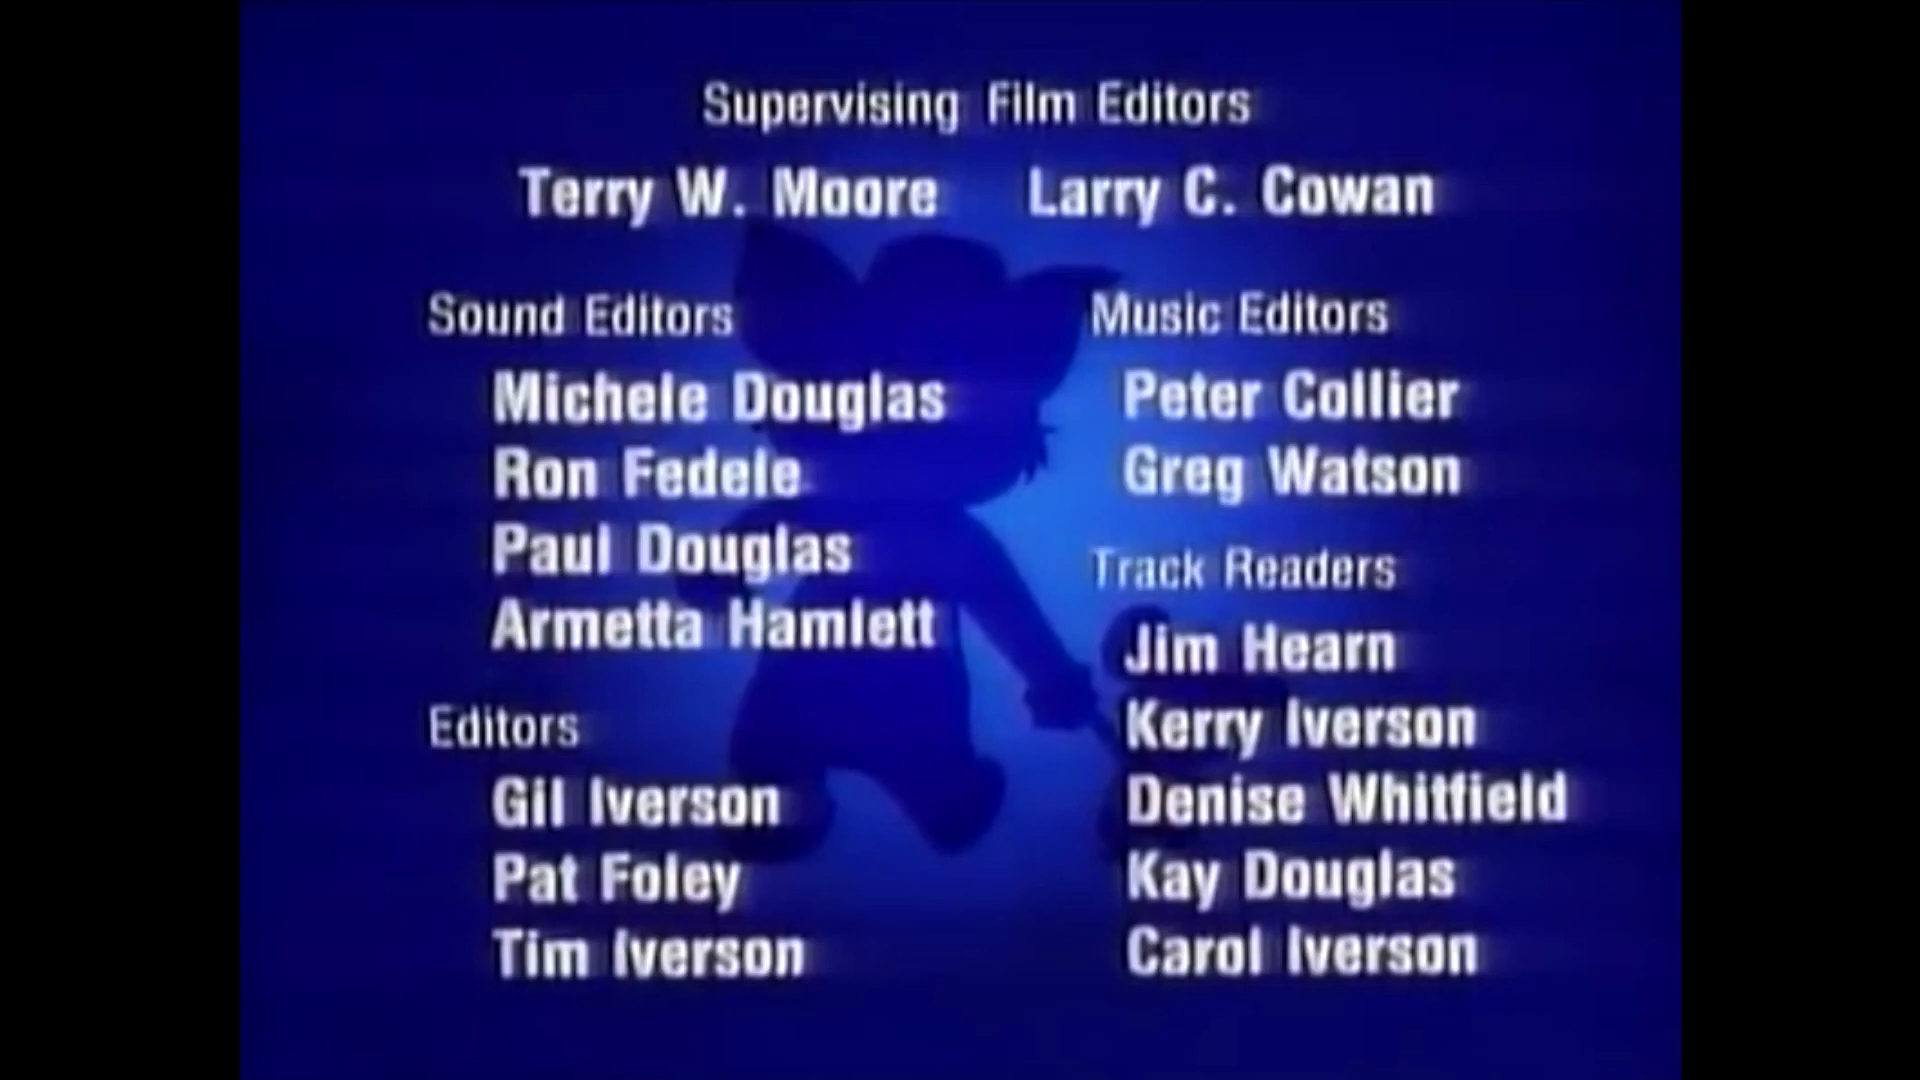 Supervising Film Editors
Terry W. Moore Larry C. Cowan
Sound Editors
Michele Douglas
Ron Fedele
Paul Douglas
Armetta Hamlett
Editors
Gil Iverson
Pat Foley
Tim Iverson
Music Editors
Peter Collier
Greg Watson
Track Readers
Jim Hearn
Kerry Iverson
Denise Whitfield
Kay Douglas
Carol Iverson